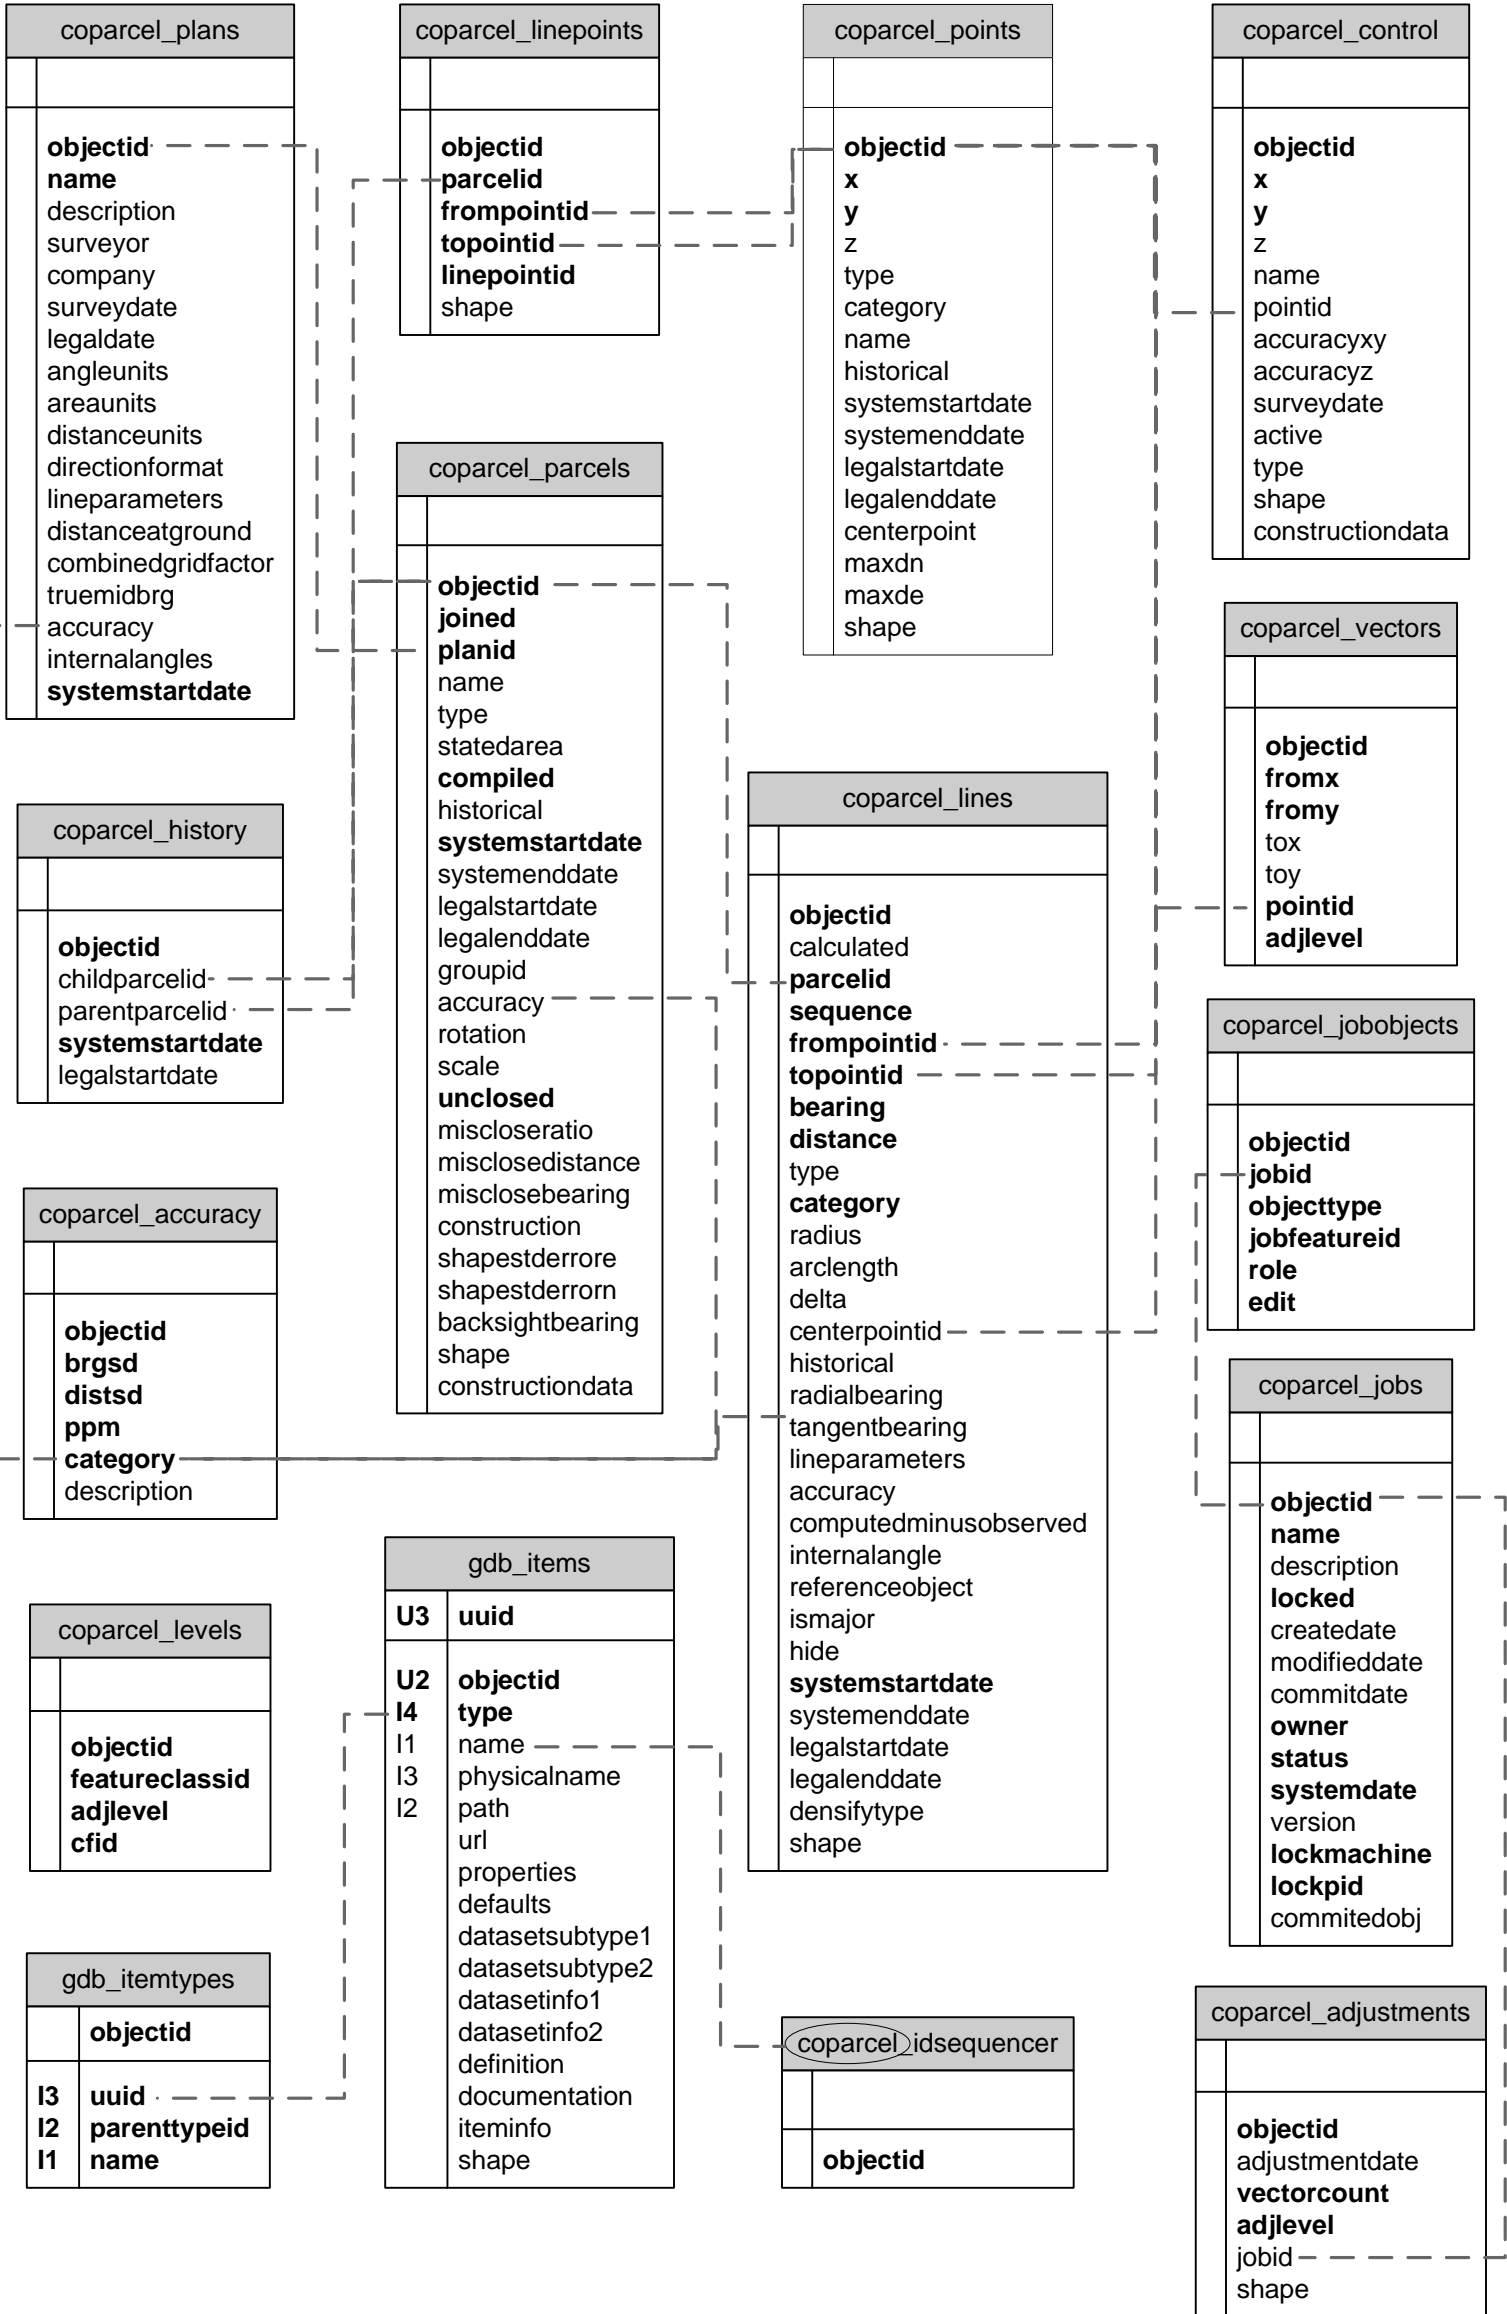 coparcel_plans
objectid
name
description
surveyor
company
surveydate
legaldate
angleunits
areaunits
distanceunits
directionformat
lineparameters
distanceatground
combinedgridfactor
truemidbrg
accuracy
internalangles
systemstartdate
coparcel_linepoints
objectid
parcelid
frompointid
topointid
linepointid
shape
coparcel_points
objectid
x
y
z
type
category
name
historical
systemstartdate
systemenddate
legalstartdate
legalenddate
centerpoint
maxdn
maxde
shape
coparcel_control
objectid
x
y
z
name
pointid
accuracyxy
accuracyz
surveydate
active
type
shape
constructiondata
coparcel_parcels
objectid
joined
planid
name
type
statedarea
compiled
historical
systemstartdate
systemenddate
legalstartdate
legalenddate
groupid
accuracy
rotation
scale
unclosed
miscloseratio
misclosedistance
misclosebearing
construction
shapestderrore
shapestderrorn
backsightbearing
shape
constructiondata
coparcel_vectors
objectid
fromx
fromy
tox
toy
pointid
adjlevel
coparcel_history
objectid
childparcelid
parentparcelid
systemstartdate
legalstartdate
coparcel_lines
objectid
calculated
parcelid
sequence
frompointid
topointid
bearing
distance
type
category
radius
arclength
delta
centerpointid
historical
radialbearing
tangentbearing
lineparameters
accuracy
computedminusobserved
internalangle
referenceobject
ismajor
hide
systemstartdate
systemenddate
legalstartdate
legalenddate
densifytype
shape
coparcel_jobobjects
objectid
jobid
objecttype
jobfeatureid
role
edit
coparcel_accuracy
objectid
brgsd
distsd
ppm
category
description
coparcel_jobs
objectid
name
description
locked
createdate
modifieddate
commitdate
owner
status
systemdate
version
lockmachine
lockpid
commitedobj
gdb_items
U3 uuid
U2 objectid
I4 type
I1 name
I3 physicalname
I2 path
url
properties
defaults
datasetsubtype1
datasetsubtype2
datasetinfo1
datasetinfo2
definition
documentation
iteminfo
shape
coparcel_levels
objectid
featureclassid
adjlevel
cfid
gdb_itemtypes
objectid
I3 uuid
I2 parenttypeid
I1 name
coparcel_idsequencer
objectid
coparcel_adjustments
objectid
adjustmentdate
vectorcount
adjlevel
jobid
shape